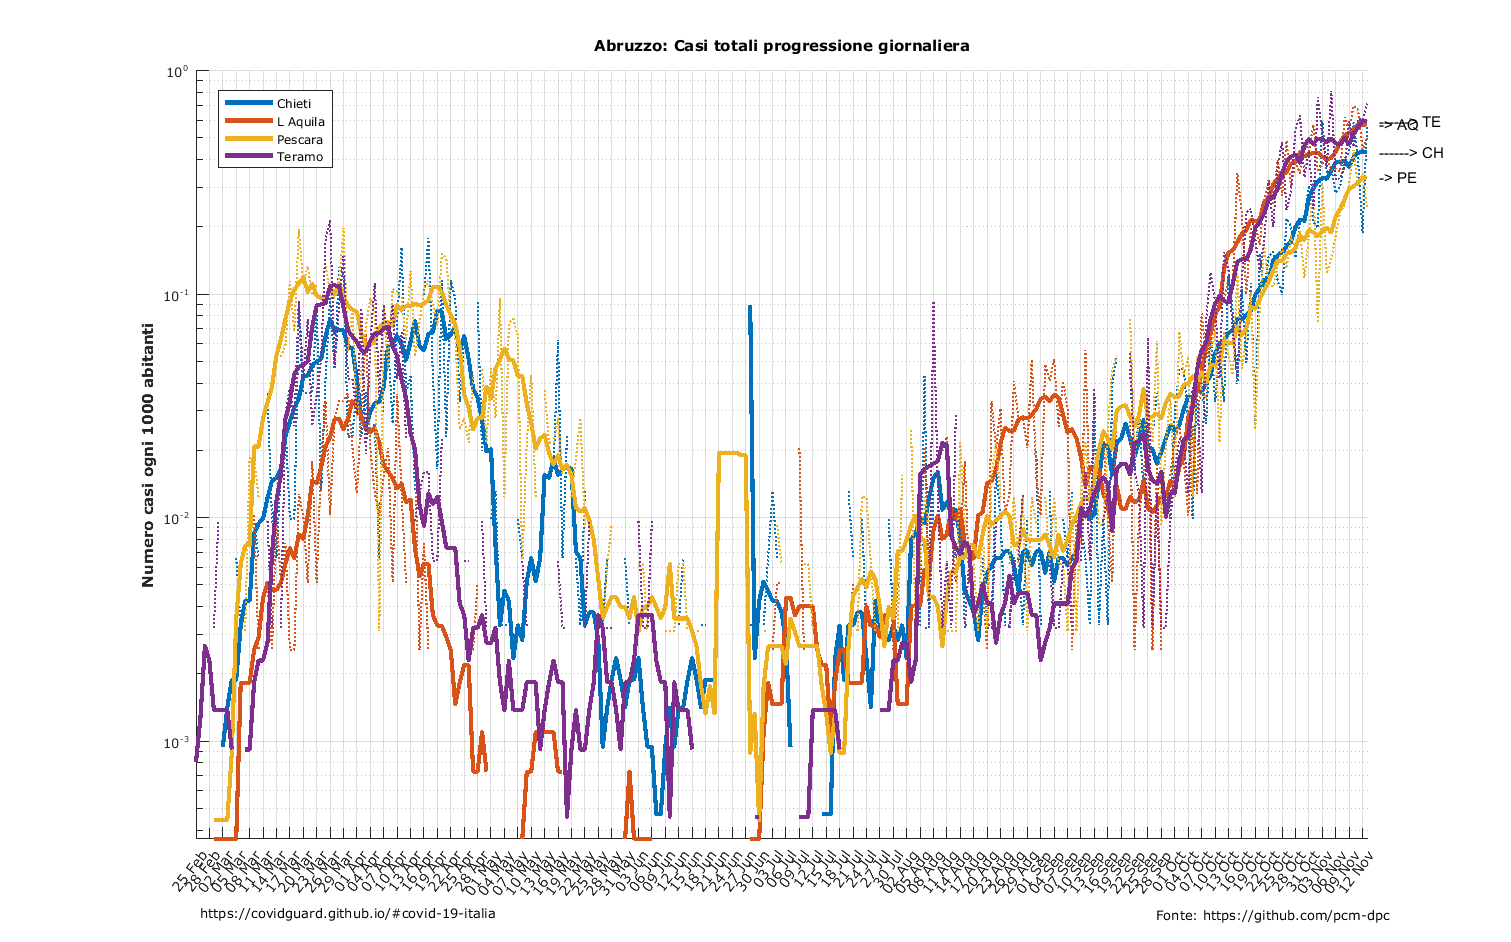 Abruzzo: Casi totali progressione giornaliera
10⁰
10⁻¹
10⁻²
10⁻³
Numero casi ogni 1000 abitanti
Chieti
L Aquila
Pescara
Teramo
------> TE
-> AQ
------> CH
-> PE
25 Feb
28 Feb
02 Mar
05 Mar
08 Mar
11 Mar
14 Mar
17 Mar
20 Mar
23 Mar
26 Mar
29 Mar
01 Apr
04 Apr
07 Apr
10 Apr
13 Apr
16 Apr
19 Apr
22 Apr
25 Apr
28 Apr
01 May
04 May
07 May
10 May
13 May
16 May
19 May
22 May
25 May
28 May
31 May
03 Jun
06 Jun
09 Jun
12 Jun
15 Jun
18 Jun
21 Jun
24 Jun
27 Jun
30 Jun
03 Jul
06 Jul
09 Jul
12 Jul
15 Jul
18 Jul
21 Jul
24 Jul
27 Jul
30 Jul
02 Aug
05 Aug
08 Aug
11 Aug
14 Aug
17 Aug
20 Aug
23 Aug
26 Aug
29 Aug
01 Sep
04 Sep
07 Sep
10 Sep
13 Sep
16 Sep
19 Sep
22 Sep
25 Sep
28 Sep
01 Oct
04 Oct
07 Oct
10 Oct
13 Oct
16 Oct
19 Oct
22 Oct
25 Oct
28 Oct
31 Oct
03 Nov
06 Nov
09 Nov
12 Nov
https://covidguard.github.io/#covid-19-italia
Fonte: https://github.com/pcm-dpc